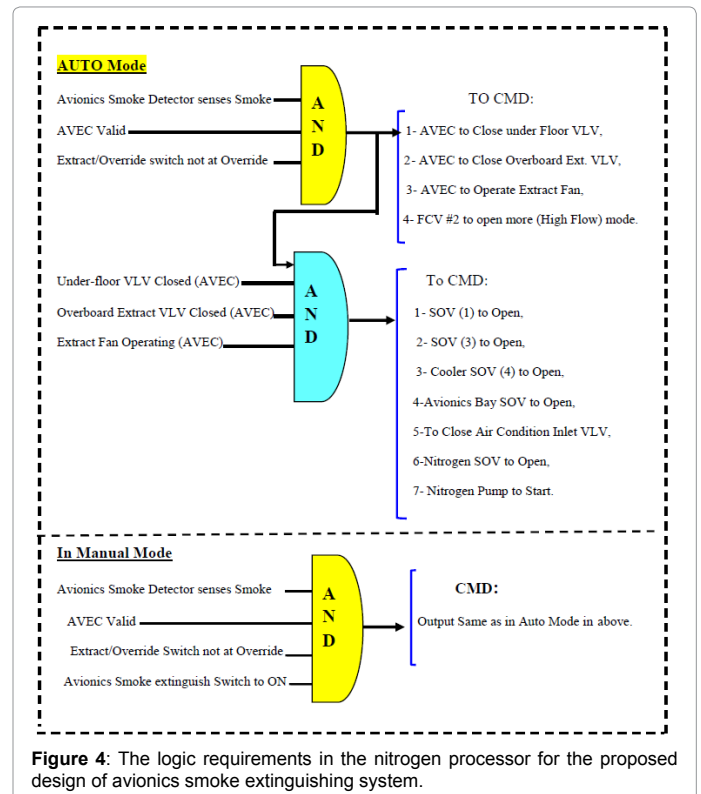 AUTO Mode
Avionics Smoke Detector senses Smoke
AVEC Valid
Extract/Override switch not at Override
A
N
D
TO CMD:
1- AVEC to Close under Floor VLV,
2- AVEC to Close Overboard Ext. VLV,
3- AVEC to Operate Extract Fan,
4- FCV #2 to open more (High Flow) mode.
Under-floor VLV Closed (AVEC)
Overboard Extract VLV Closed (AVEC)
Extract Fan Operating (AVEC)
A
N
D
To CMD:
1- SOV (1) to Open,
2- SOV (3) to Open,
3- Cooler SOV (4) to Open,
4-Avionics Bay SOV to Open,
5-To Close Air Condition Inlet VLV,
6-Nitrogen SOV to Open,
7- Nitrogen Pump to Start.
In Manual Mode
Avionics Smoke Detector senses Smoke
AVEC Valid
Extract/Override Switch not at Override
Avionics Smoke extinguish Switch to ON
A
N
D
CMD:
Output Same as in Auto Mode in above.
Figure 4: The logic requirements in the nitrogen processor for the proposed
design of avionics smoke extinguishing system.